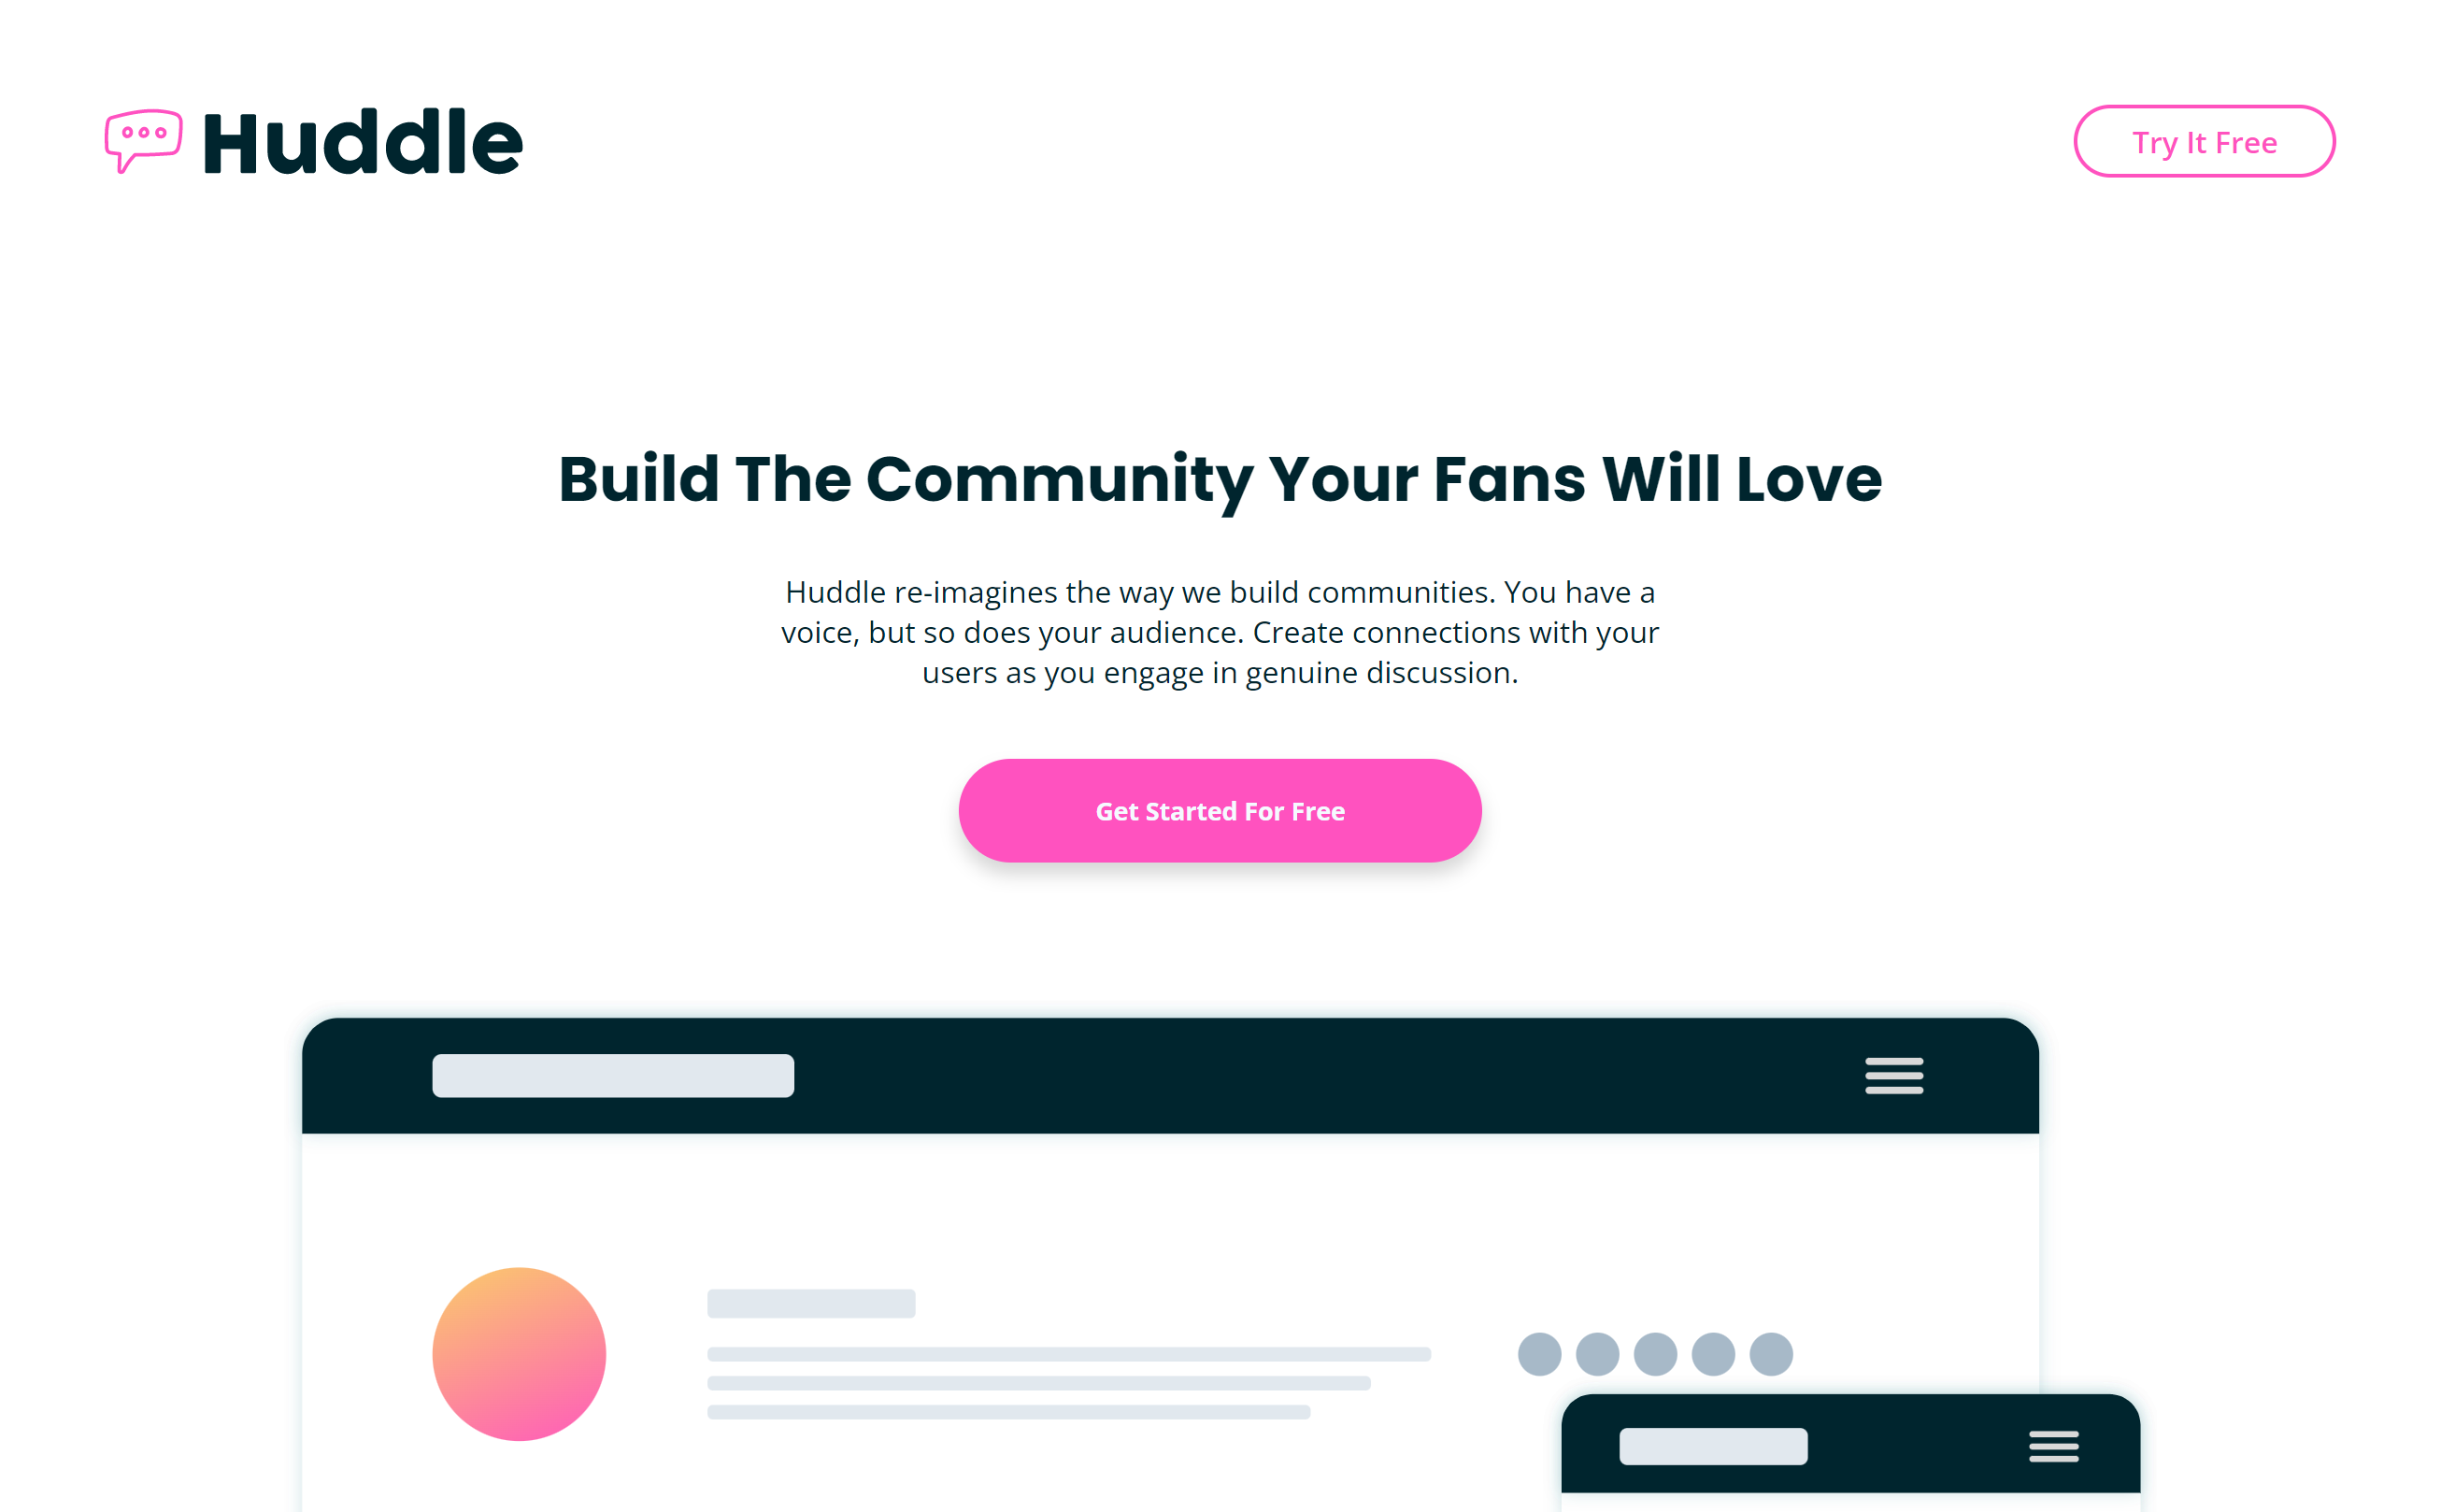 Huddle
Try It Free
Build The Community Your Fans Will Love
Huddle re-imagines the way we build communities. You have a
voice, but so does your audience. Create connections with your
users as you engage in genuine discussion.
Get Started For Free